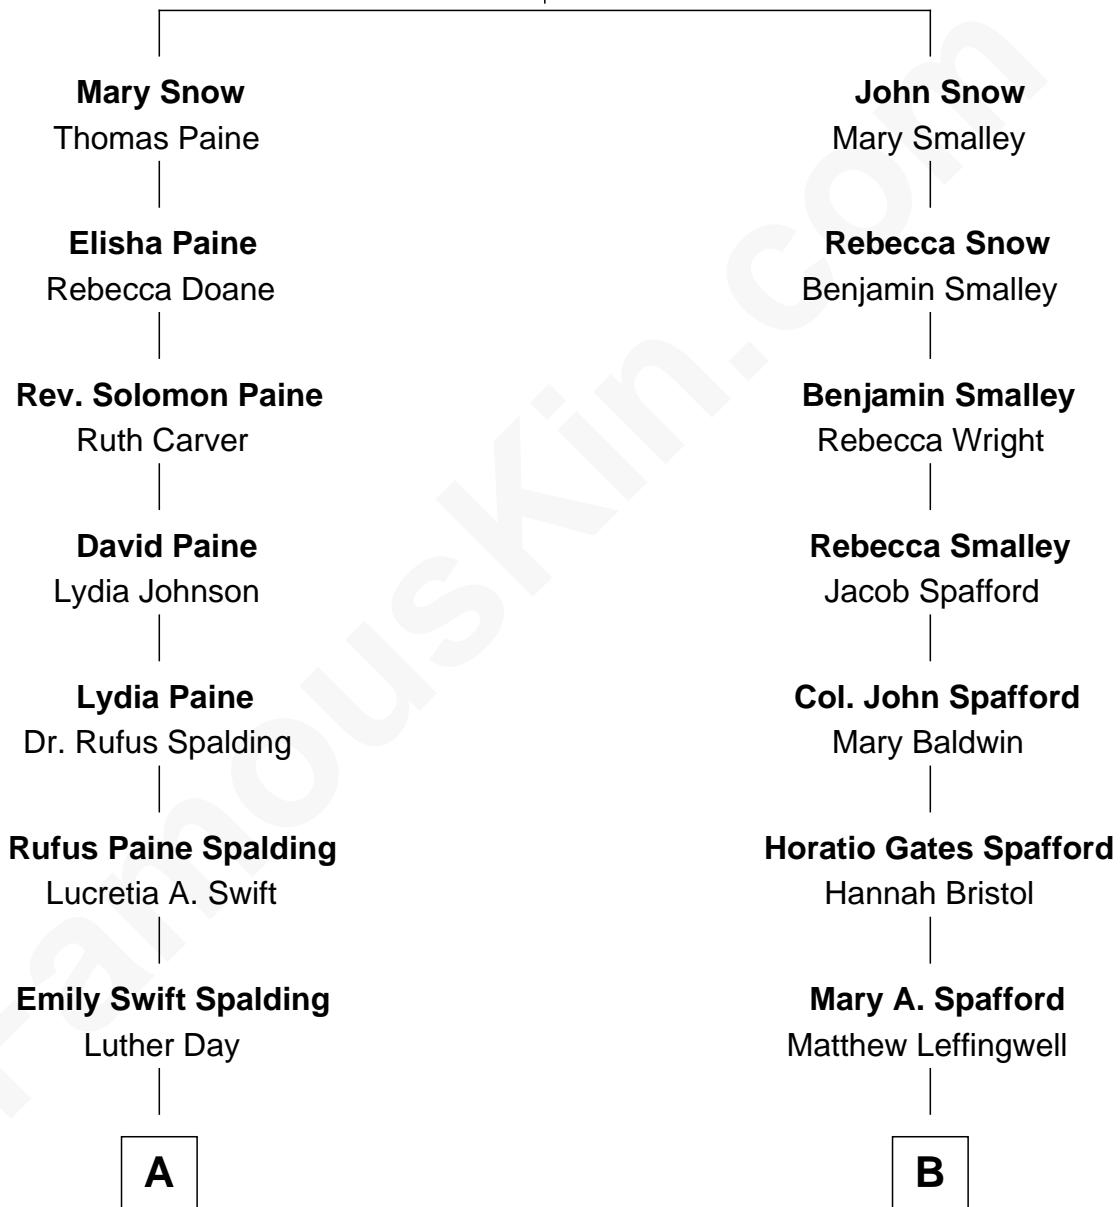 Mary Snow
Thomas Paine
Elisha Paine
Rebecca Doane
Rev. Solomon Paine
Ruth Carver
David Paine
Lydia Johnson
Lydia Paine
Dr. Rufus Spalding
Rufus Paine Spalding
Lucretia A. Swift
Emily Swift Spalding
Luther Day
A
John Snow
Mary Smalley
Rebecca Snow
Benjamin Smalley
Benjamin Smalley
Rebecca Wright
Rebecca Smalley
Jacob Spafford
Col. John Spafford
Mary Baldwin
Horatio Gates Spafford
Hannah Bristol
Mary A. Spafford
Matthew Leffingwell
B
FamousKin.com